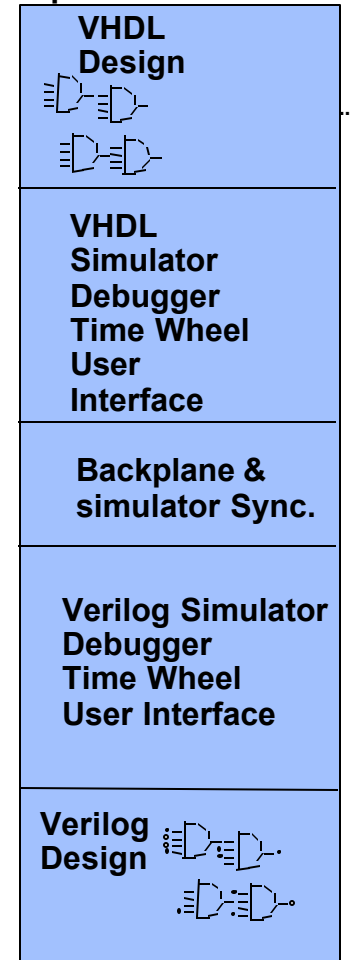 VHDL
Design
VHDL
Simulator
Debugger
Time Wheel
User
Interface
Backplane &
simulator Sync.
Verilog Simulator
Debugger
Time Wheel
User Interface
Verilog
Design